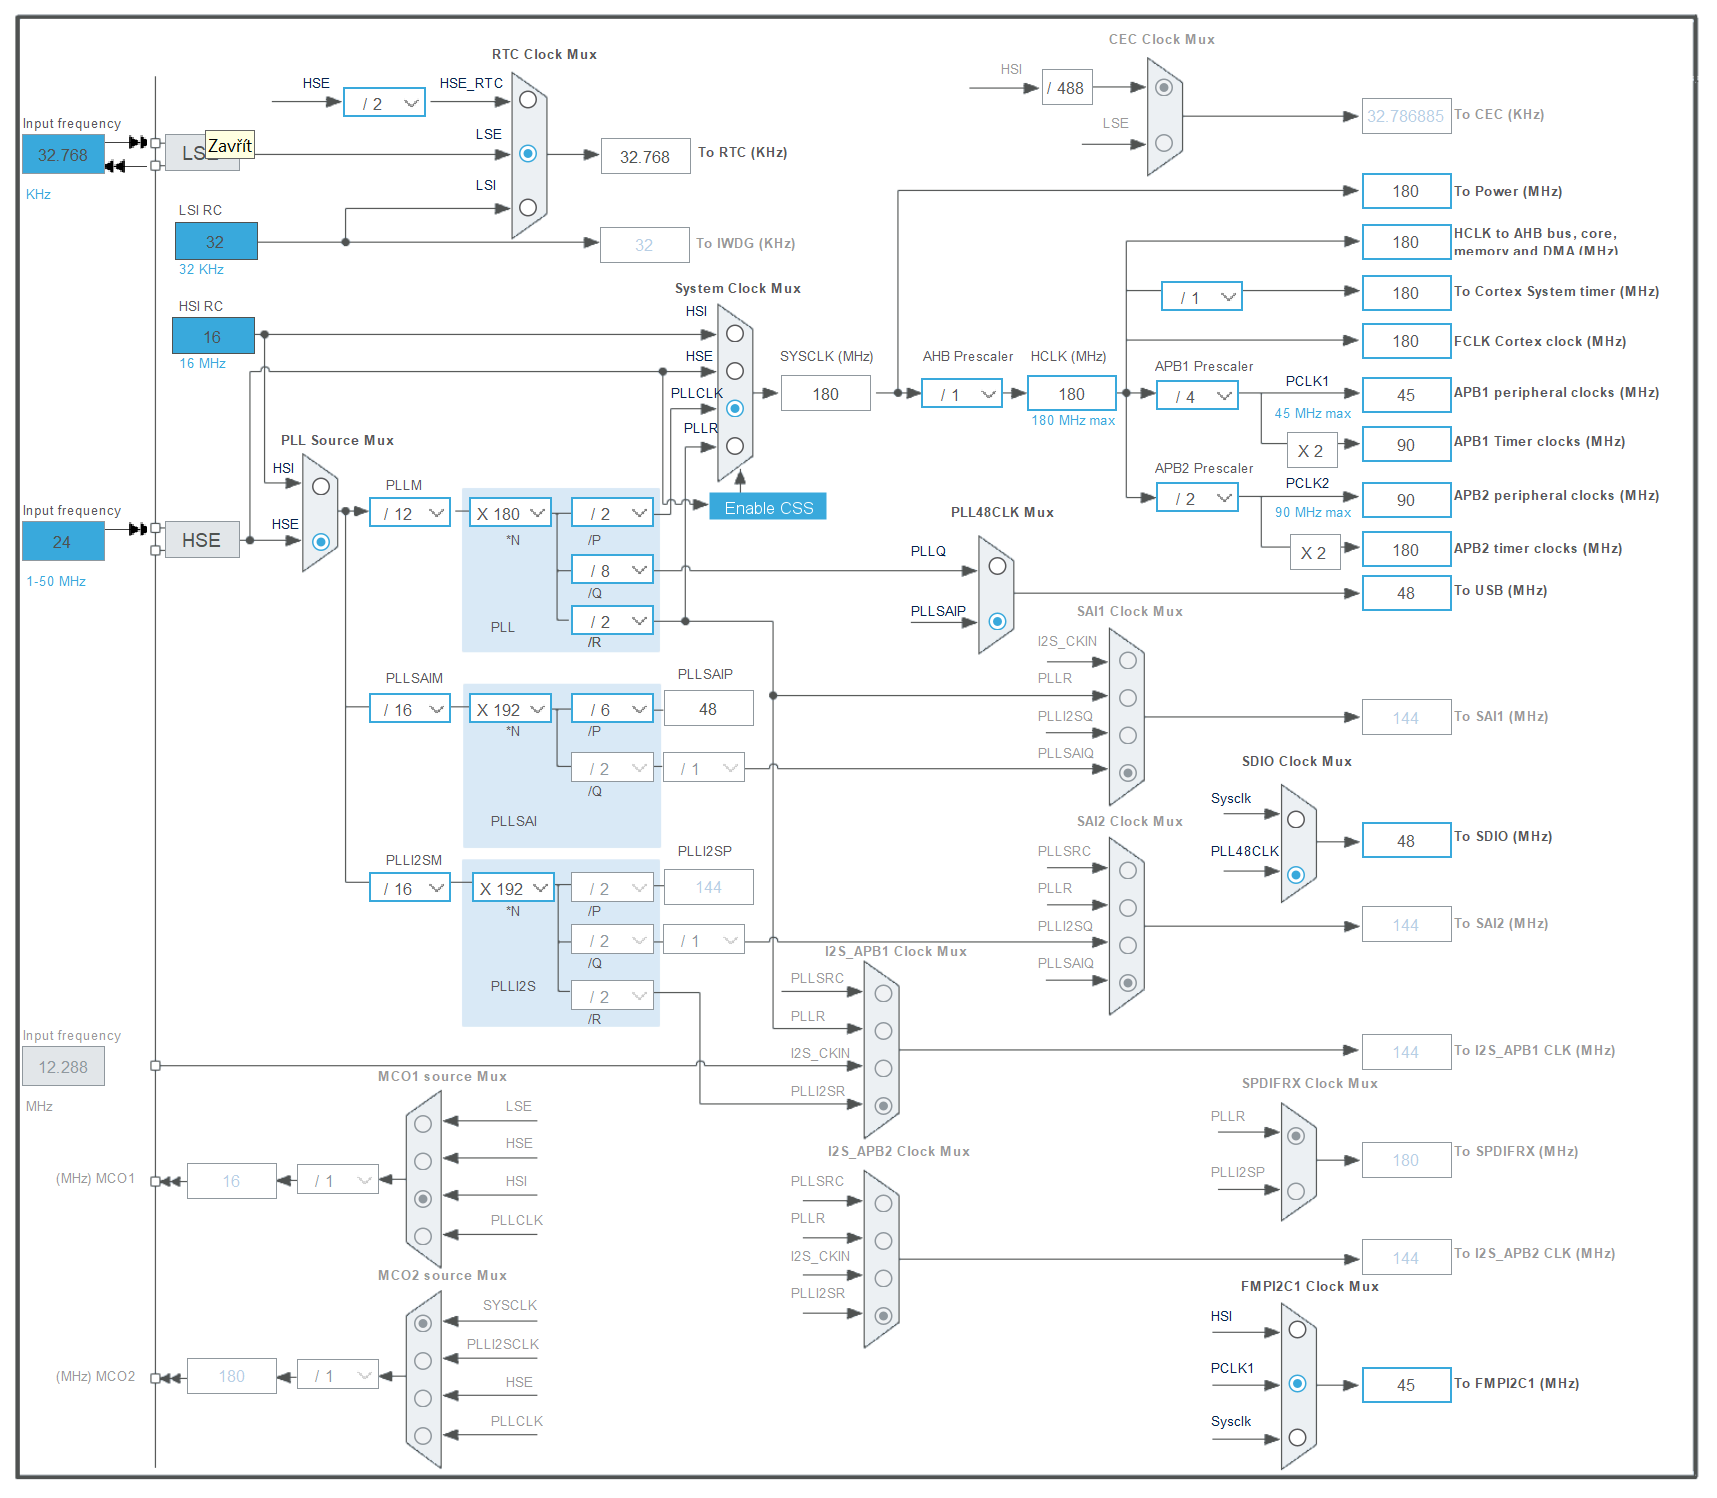 RTC Clock Mux
HSE
/ 2
HSE_RTC
LSE
LSI
Input frequency
32.768
KHz
LS
Zavřít
32.768
To RTC (KHz)
LSI RC
32
32 KHz
32
To IWDG (KHz)
HSI RC
16
16 MHz
CEC Clock Mux
HSI
/ 488
LSE
32.786885
To CEC (KHz)
180
To Power (MHz)
180
HCLK to AHB bus, core,
memory and DMA (MHz)
/ 1
180
To Cortex System timer (MHz)
180
FCLK Cortex clock (MHz)
System Clock Mux
HSI
HSE
PLLCLK
PLLR
SYSCLK (MHz)
180
AHB Prescaler
/ 1
HCLK (MHz)
180
180 MHz max
APB1 Prescaler
/ 4
PCLK1
45 MHz max
45
APB1 peripheral clocks (MHz)
X 2
90
APB1 Timer clocks (MHz)
APB2 Prescaler
/ 2
PCLK2
90 MHz max
90
APB2 peripheral clocks (MHz)
X 2
180
APB2 timer clocks (MHz)
Enable CSS
PLL Source Mux
HSI
HSE
Input frequency
24
1-50 MHz
HSE
PLLM
/ 12
X 180
*N
/ 2
/P
/ 8
/Q
/ 2
/R
PLL
PLL48CLK Mux
PLLQ
PLLSAIP
48
To USB (MHz)
PLLSAIM
/ 16
X 192
*N
/ 6
/P
PLLSAIP
48
/ 2
/Q
/ 1
PLLSAI
SAI1 Clock Mux
I2S_CKIN
PLLR
PLLI2SQ
PLLSAIQ
144
To SAI1 (MHz)
SDIO Clock Mux
Sysclk
PLL48CLK
48
To SDIO (MHz)
SAI2 Clock Mux
PLLSRC
PLLR
PLLI2SQ
PLLSAIQ
144
To SAI2 (MHz)
PLLI2SM
/ 16
X 192
*N
/ 2
/P
PLLI2SP
144
/ 2
/Q
/ 1
/ 2
/R
PLLI2S
I2S_APB1 Clock Mux
PLLSRC
PLLR
I2S_CKIN
PLLI2SR
144
To I2S_APB1 CLK (MHz)
Input frequency
12.288
MHz
MCO1 source Mux
LSE
HSE
HSI
PLLCLK
(MHz) MCO1
16
/ 1
SPDIFRX Clock Mux
PLLR
PLLI2SP
180
To SPDIFRX (MHz)
I2S_APB2 Clock Mux
PLLSRC
PLLR
I2S_CKIN
PLLI2SR
144
To I2S_APB2 CLK (MHz)
MCO2 source Mux
SYSCLK
PLLI2SCLK
HSE
PLLCLK
(MHz) MCO2
180
/ 1
FMPI2C1 Clock Mux
HSI
PCLK1
Sysclk
45
To FMPI2C1 (MHz)